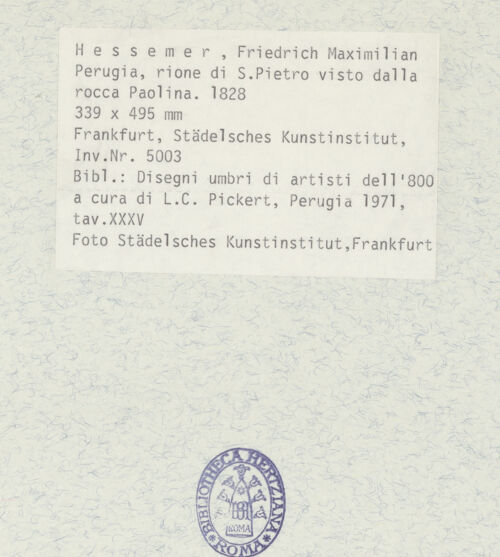 H e s s e m e r , Friedrich Maximilian
Perugia, rione di S.Pietro visto dalla
rocca Paolina. 1828
339 x 495 mm
Frankfurt, Städelsches Kunstinstitut,
Inv.Nr. 5003
Bibl.: Disegni umbri di artisti dell'800
a cura di L.C. Pickert, Perugia 1971,
tav.XXXV
Foto Städelsches Kunstinstitut,Frankfurt
BIBLIOTHECA HERTZIANA
ROMA
* ROMA *